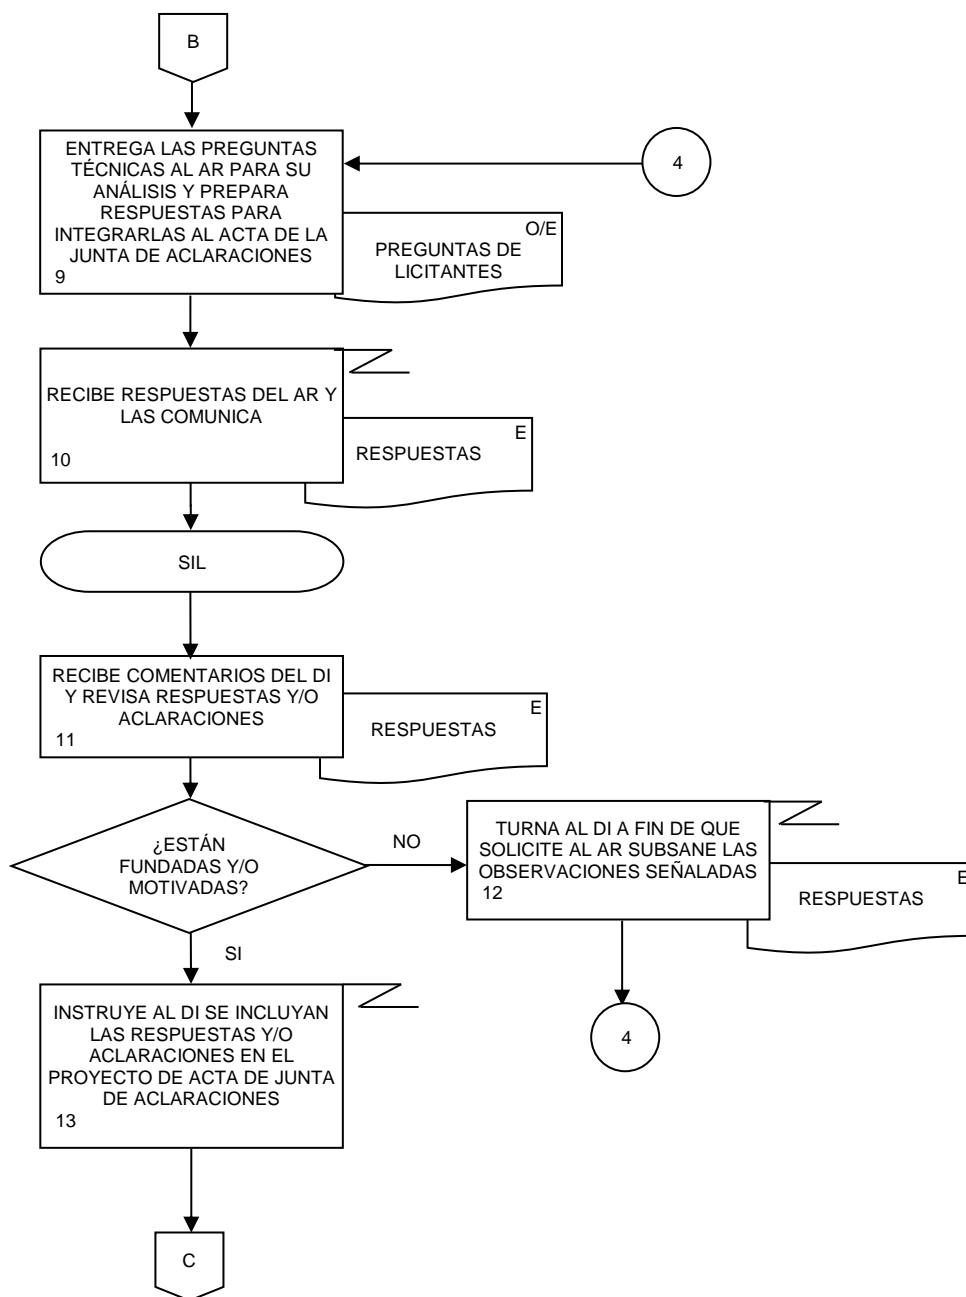 B
ENTREGA LAS PREGUNTAS
TÉCNICAS AL AR PARA SU
ANÁLISIS Y PREPARA
RESPUESTAS PARA
INTEGRARLAS AL ACTA DE LA
JUNTA DE ACLARACIONES
9
4
O/E
PREGUNTAS DE
LICITANTES
RECIBE RESPUESTAS DEL AR Y
LAS COMUNICA
10
E
RESPUESTAS
SIL
RECIBE COMENTARIOS DEL DI
Y REVISA RESPUESTAS Y/O
ACLARACIONES
11
E
RESPUESTAS
¿ESTÁN
FUNDADAS Y/O
MOTIVADAS?
NO
TURNA AL DI A FIN DE QUE
SOLICITE AL AR SUBSANE LAS
OBSERVACIONES SEÑALADAS
12
E
RESPUESTAS
4
SI
INSTRUYE AL DI SE INCLUYAN
LAS RESPUESTAS Y/O
ACLARACIONES EN EL
PROYECTO DE ACTA DE JUNTA
DE ACLARACIONES
13
C